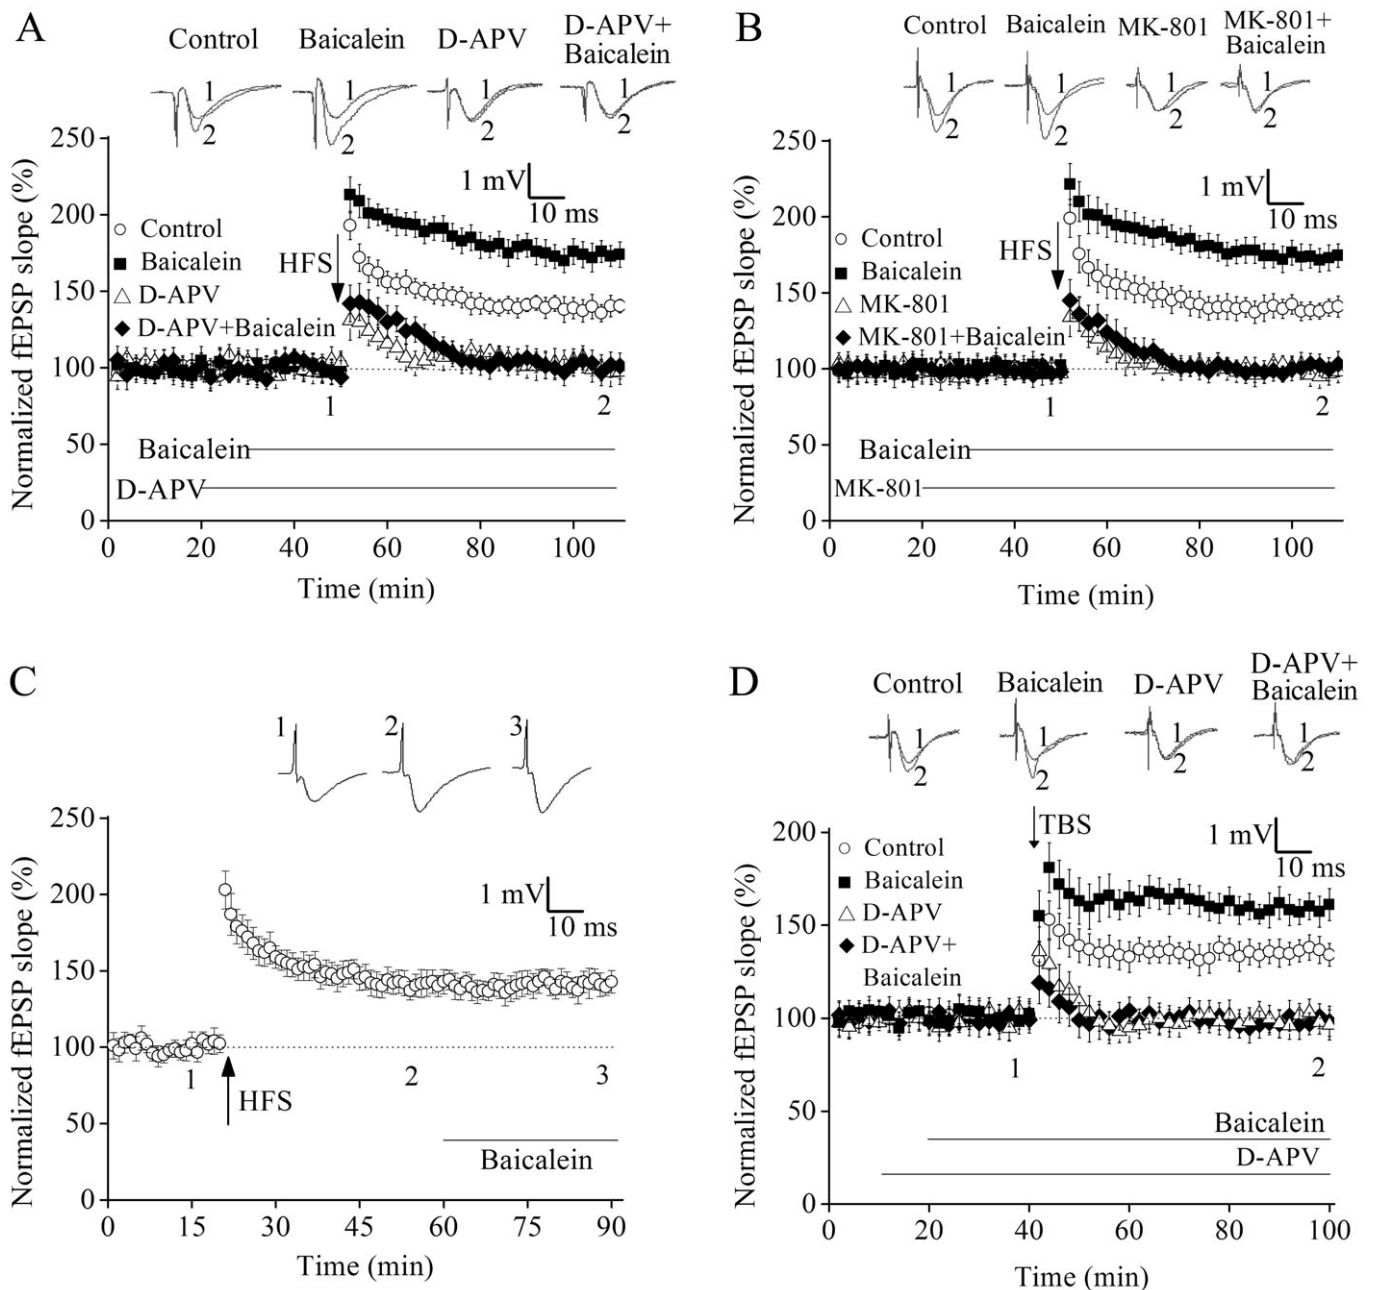 A
Control
Baicalein
D-APV
D-APV+
Baicalein
1
2
1
2
1
2
1
2
1 mV
10 ms
Control
Baicalein
D-APV
D-APV+Baicalein
HFS
1
2
Baicalein
D-APV
250
200
150
100
50
0
0 20 40 60 80 100
Time (min)
Normalized fEPSP slope (%)
B
Control
Baicalein
MK-801
MK-801+
Baicalein
1
2
1
2
1
2
1
2
1 mV
10 ms
Control
Baicalein
MK-801
MK-801+Baicalein
HFS
1
2
Baicalein
MK-801
250
200
150
100
50
0
0 20 40 60 80 100
Time (min)
Normalized fEPSP slope (%)
C
1
2
3
1 mV
10 ms
1
2
3
HFS
Baicalein
250
200
150
100
50
0
0 15 30 45 60 75 90
Time (min)
Normalized fEPSP slope (%)
D
Control
Baicalein
D-APV
D-APV+
Baicalein
1
2
1
2
1
2
1
2
TBS
1 mV
10 ms
Control
Baicalein
D-APV
D-APV+
Baicalein
1
2
Baicalein
D-APV
200
150
100
50
0
0 20 40 60 80 100
Time (min)
Normalized fEPSP slope (%)